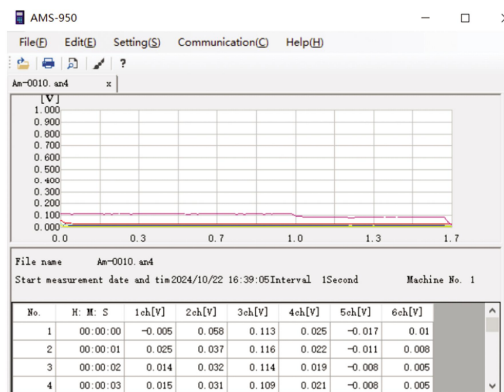 AMS-950
File(F) Edit(E) Setting(S) Communication(C) Help(H)
?
Am-0010.an4 x
[V]
1.000
0.900
0.800
0.700
0.600
0.500
0.400
0.300
0.200
0.100
0.000
0.0 0.3 0.7 1.0 1.3 1.7
File name Am-0010.an4
Start measurement date and tim2024/10/22 16:39:05Interval 1Second Machine No. 1
No. H: M: S 1ch[V] 2ch[V] 3ch[V] 4ch[V] 5ch[V] 6ch[V]
1 00:00:00 -0.005 0.058 0.113 0.025 -0.017 0.01
2 00:00:01 0.025 0.037 0.116 0.022 -0.011 0.008
3 00:00:02 0.014 0.032 0.114 0.019 -0.008 0.005
4 00:00:03 0.015 0.031 0.109 0.021 -0.008 0.005